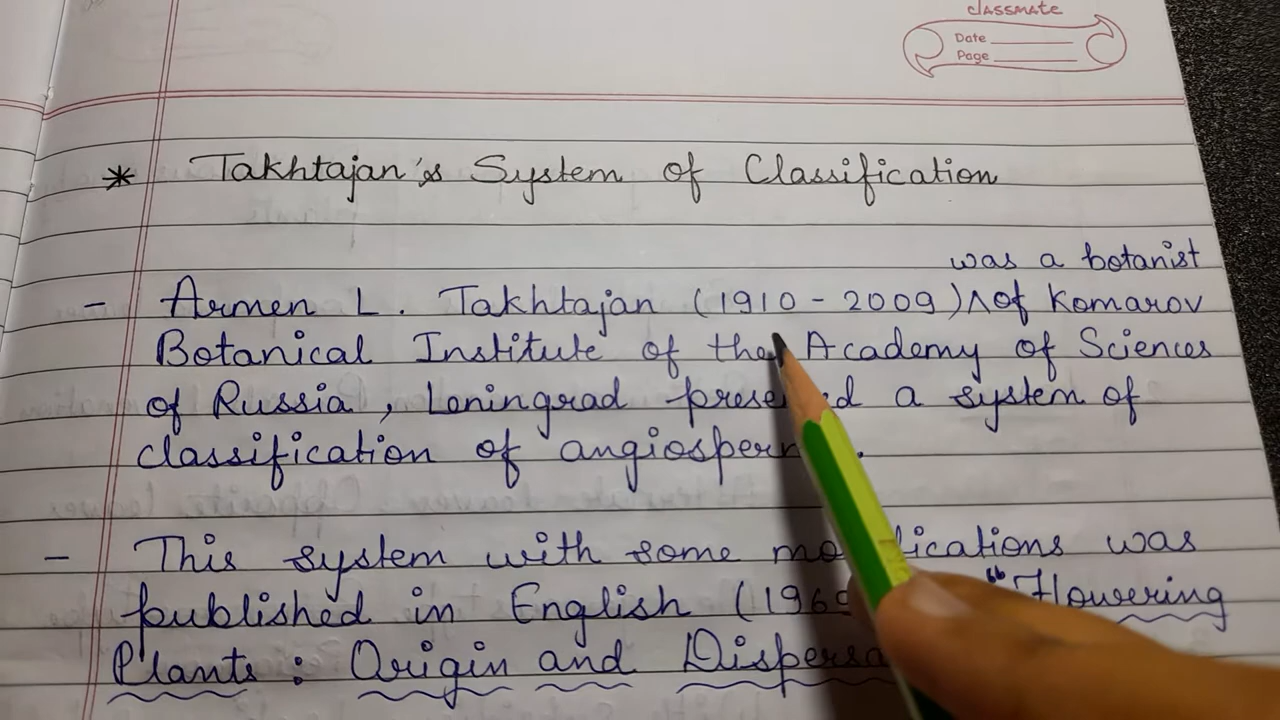 classmate
Date
Page
* Takhtajan's System of Classification
was a botanist
- Armen L. Takhtajan (1910 - 2009) ∧ of Komarov
Botanical Institute of the Academy of Sciences
of Russia, Leningrad a system of
classification of
- This system with some was
published in English "Flowering
Plants : Origin and